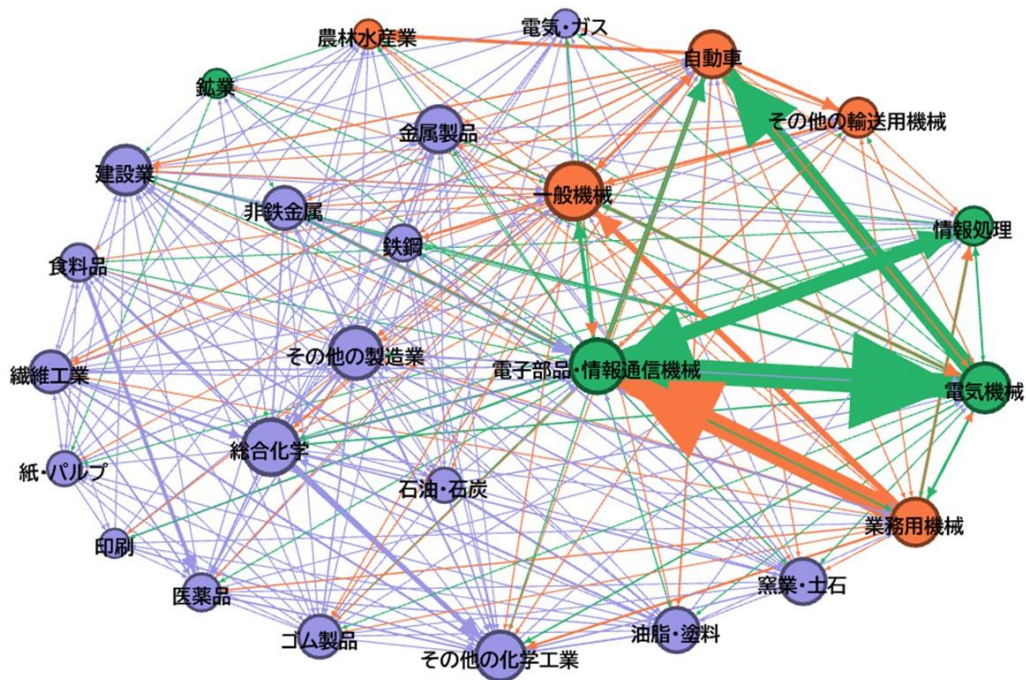 電気・ガス
農林水産業
自動車
鉱業
その他の輸送用機械
金属製品
建設業
一般機械
非鉄金属
情報処理
鉄鋼
食料品
その他の製造業
電子部品・情報通信機械
繊維工業
電気機械
総合化学
紙・パルプ
石油・石炭
業務用機械
印刷
窯業・土石
医薬品
油脂・塗料
ゴム製品
その他の化学工業